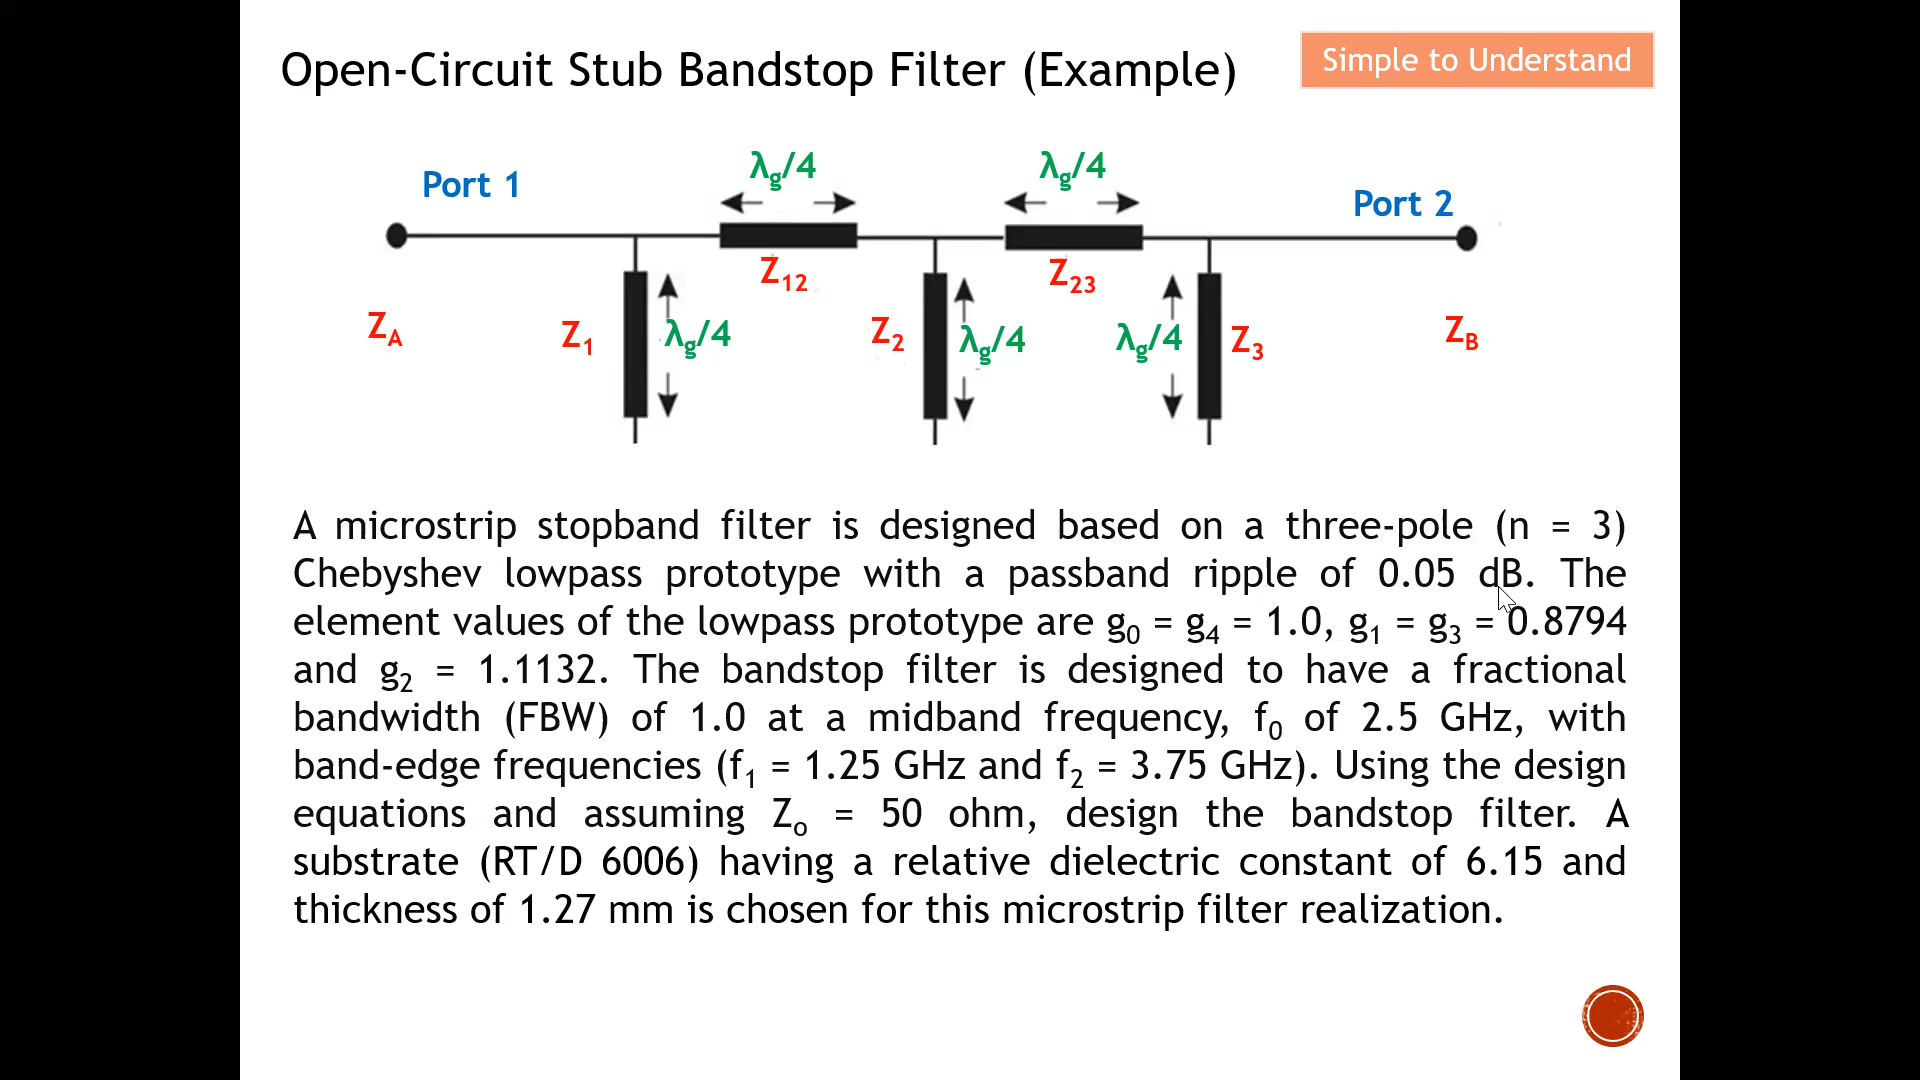 Open-Circuit Stub Bandstop Filter (Example)
Simple to Understand
λg/4
λg/4
Port 1
Port 2
Z12
Z23
ZA
Z1
λg/4
Z2
λg/4
λg/4
Z3
ZB
A microstrip stopband filter is designed based on a three-pole (n = 3)
Chebyshev lowpass prototype with a passband ripple of 0.05 dB. The
element values of the lowpass prototype are g0 = g4 = 1.0, g1 = g3 = 0.8794
and g2 = 1.1132. The bandstop filter is designed to have a fractional
bandwidth (FBW) of 1.0 at a midband frequency, f0 of 2.5 GHz, with
band-edge frequencies (f1 = 1.25 GHz and f2 = 3.75 GHz). Using the design
equations and assuming Zo = 50 ohm, design the bandstop filter. A
substrate (RT/D 6006) having a relative dielectric constant of 6.15 and
thickness of 1.27 mm is chosen for this microstrip filter realization.